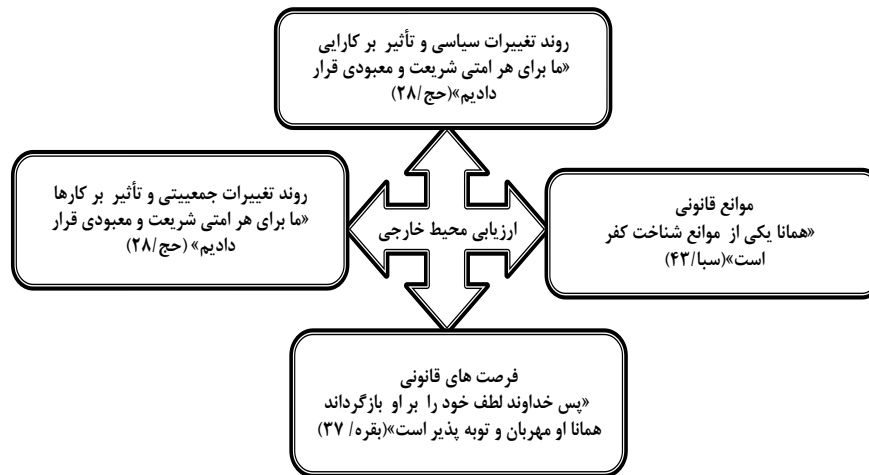 روند تغییرات سیاسی و تأثیر بر کارایی
«ما برای هر امتی شریعت و معبودی قرار
دادیم»(حج/۲۸)
موانع قانونی
«همانا یکی از موانع شناخت کفر
است»(سبا/۴۳)
ارزیابی محیط خارجی
روند تغییرات جمعییتی و تأثیر بر کارها
«ما برای هر امتی شریعت و معبودی قرار
دادیم» (حج/۲۸)
فرصت های قانونی
«پس خداوند لطف خود را بر او بازگرداند
همانا او مهربان و توبه پذیر است»(بقره/ ۳۷)